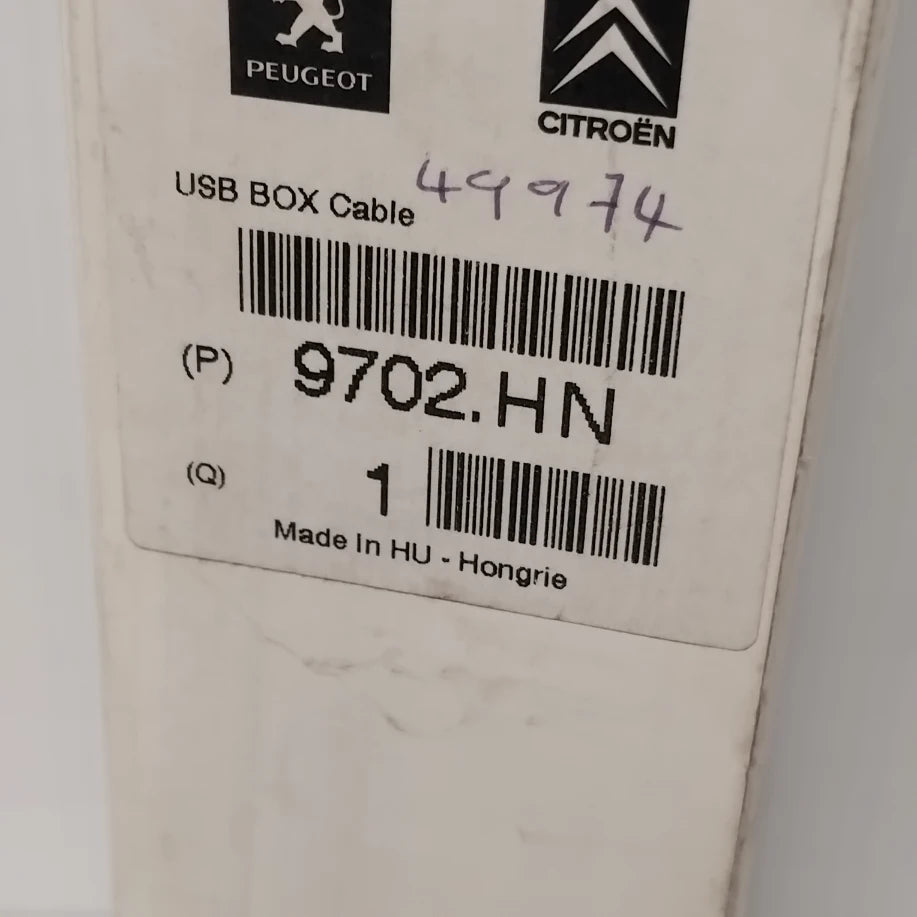 PEUGEOT
CITROËN
USB BOX Cable 49974
(P) 9702.HN
(Q) 1
Made In HU - Hongrie